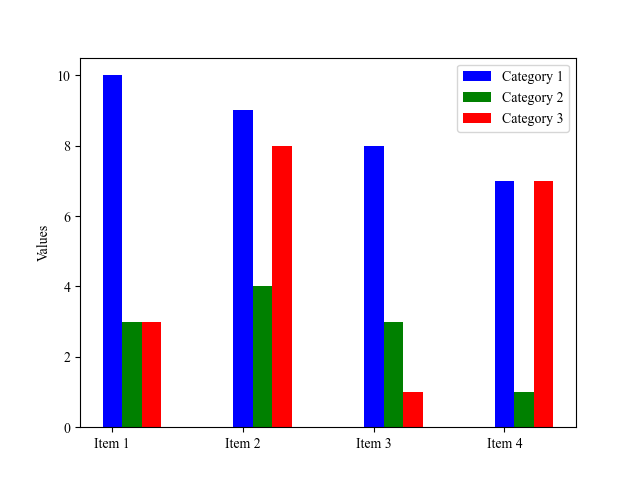 10
8
6
4
2
0
Values
Category 1
Category 2
Category 3
Item 1
Item 2
Item 3
Item 4